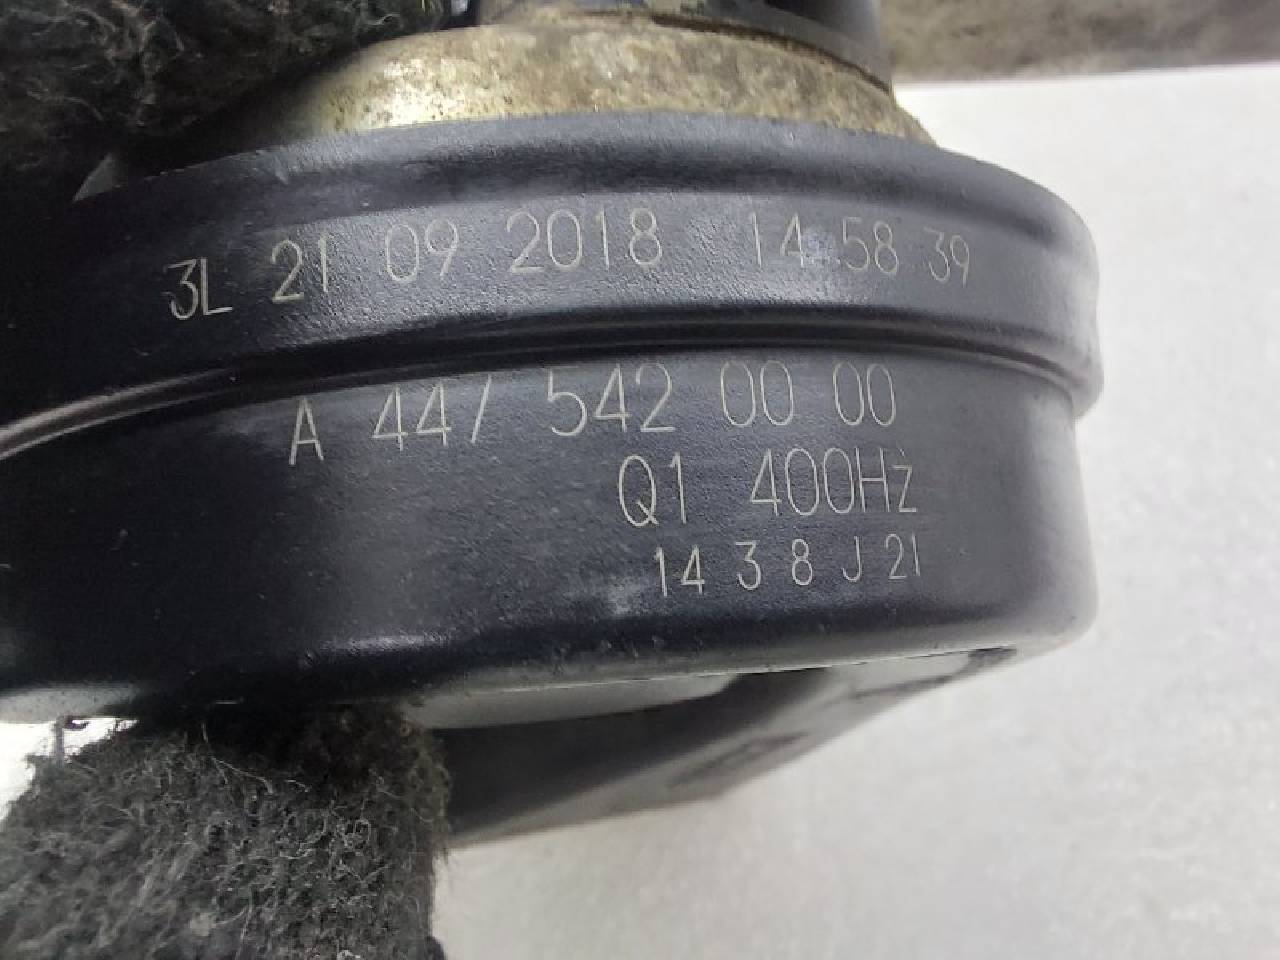 3L 21 09 2018 14 58 39
A 447 542 00 00
Q1 400Hz
14 3 8 J 21